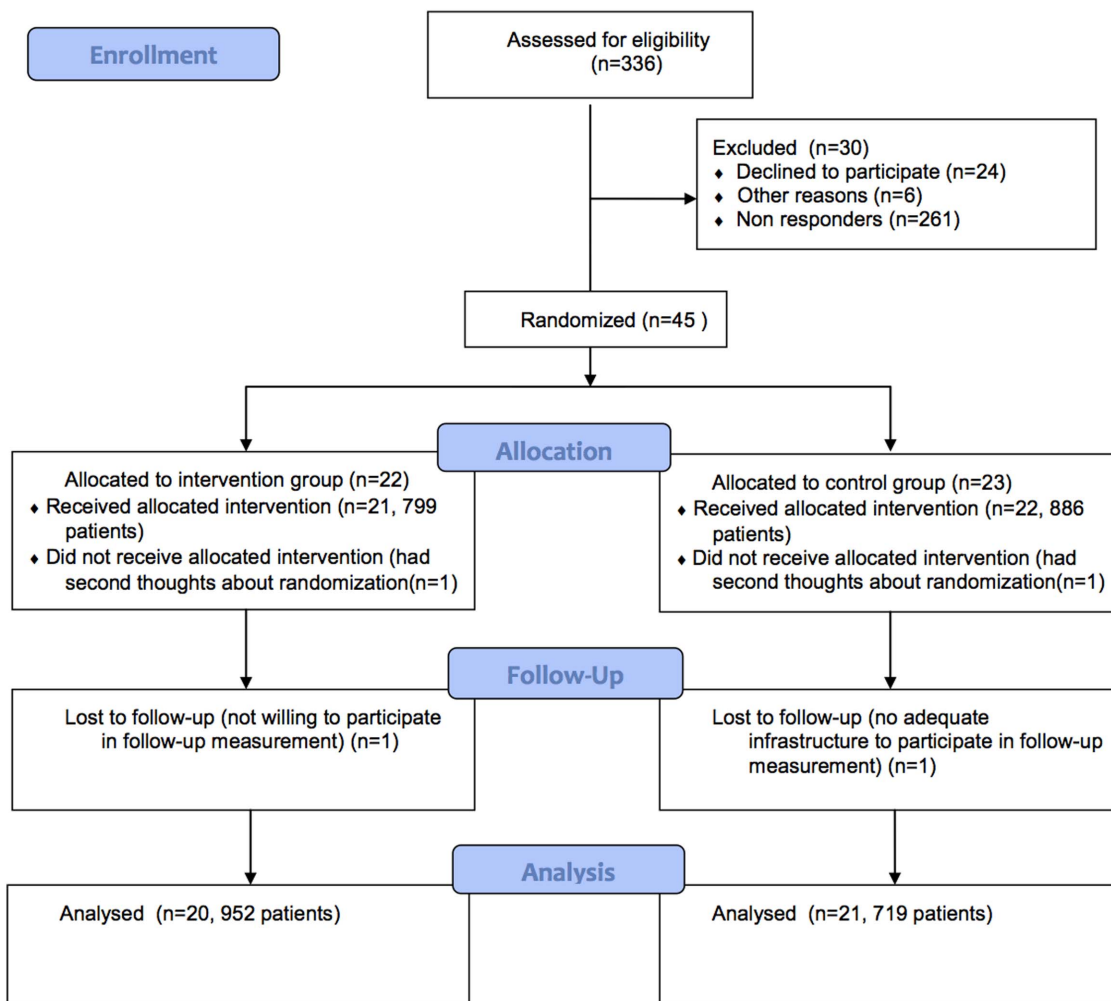 Enrollment
Assessed for eligibility
(n=336)
Excluded (n=30)
♦ Declined to participate (n=24)
♦ Other reasons (n=6)
♦ Non responders (n=261)
Randomized (n=45 )
Allocation
Allocated to intervention group (n=22)
♦ Received allocated intervention (n=21, 799
patients)
♦ Did not receive allocated intervention (had
second thoughts about randomization(n=1)
Allocated to control group (n=23)
♦ Received allocated intervention (n=22, 886
patients)
♦ Did not receive allocated intervention (had
second thoughts about randomization(n=1)
Follow-Up
Lost to follow-up (not willing to participate
in follow-up measurement) (n=1)
Lost to follow-up (no adequate
infrastructure to participate in follow-up
measurement) (n=1)
Analysis
Analysed (n=20, 952 patients)
Analysed (n=21, 719 patients)